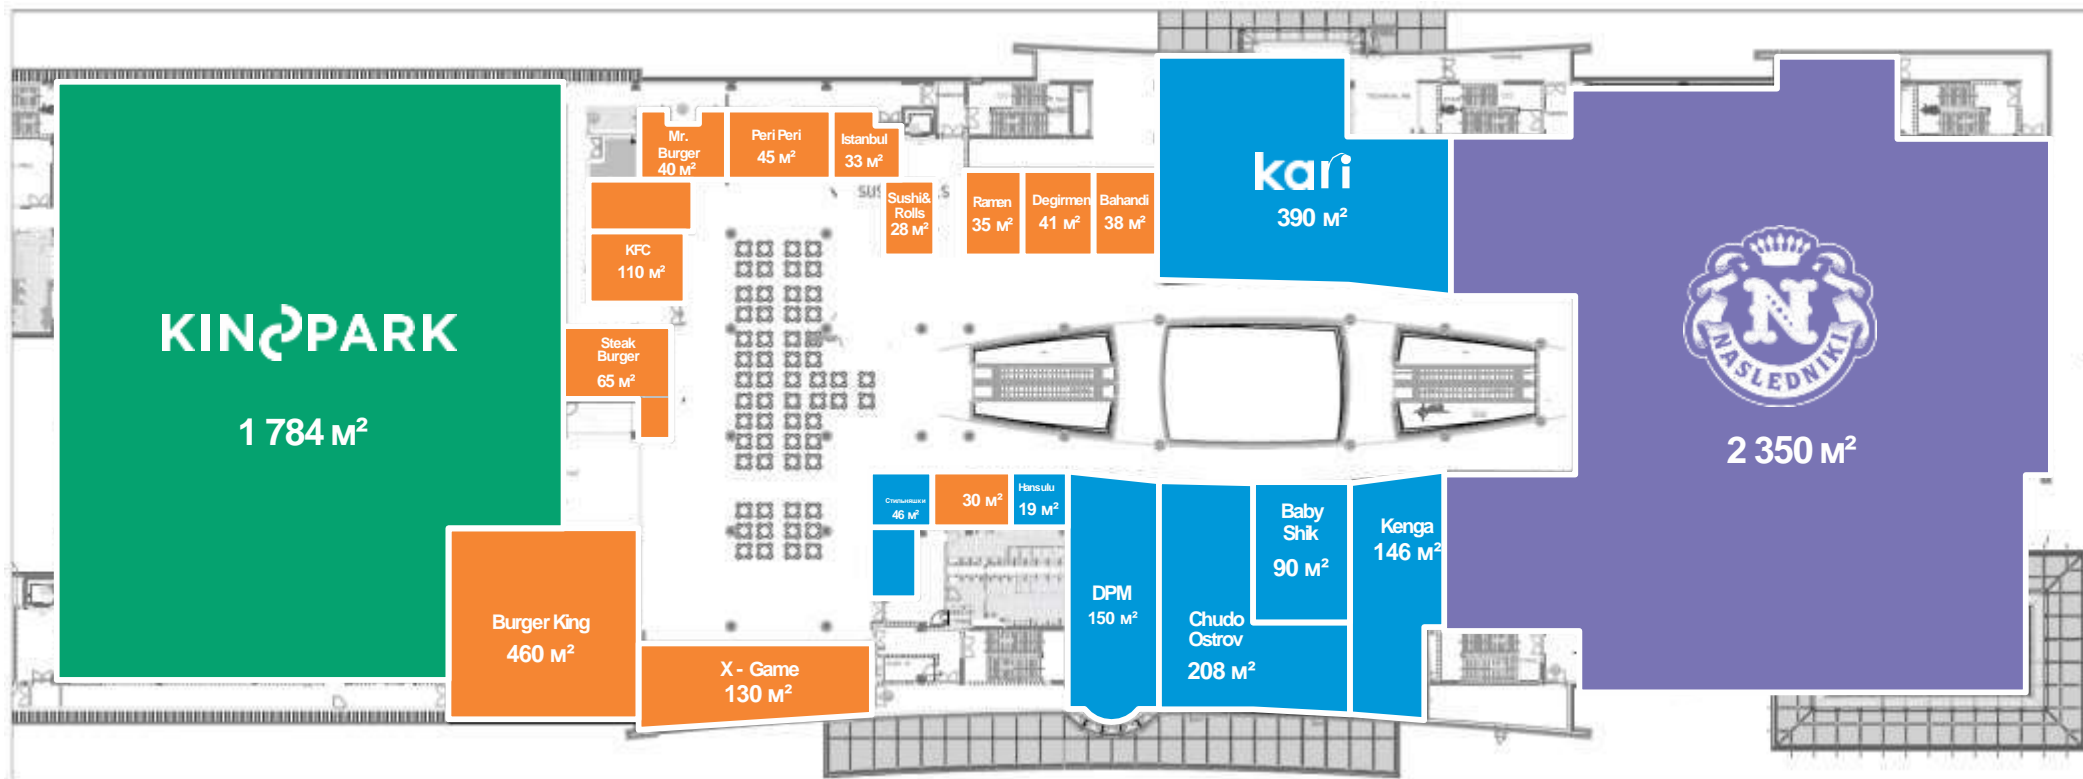 KINOPARK
1 784 м²
Mr.
Burger
40 м²
Peri Peri
45 м²
Istanbul
33 м²
KFC
110 м²
Steak
Burger
65 м²
Sushi&
Rolls
28 м²
Ramen
35 м²
Degirmen
41 м²
Bahandi
38 м²
kari
390 м²
N
NASLEDNIKI
2 350 м²
Burger King
460 м²
X - Game
130 м²
Стильняшки
46 м²
30 м²
Hansulu
19 м²
DPM
150 м²
Chudo
Ostrov
208 м²
Baby
Shik
90 м²
Kenga
146 м²